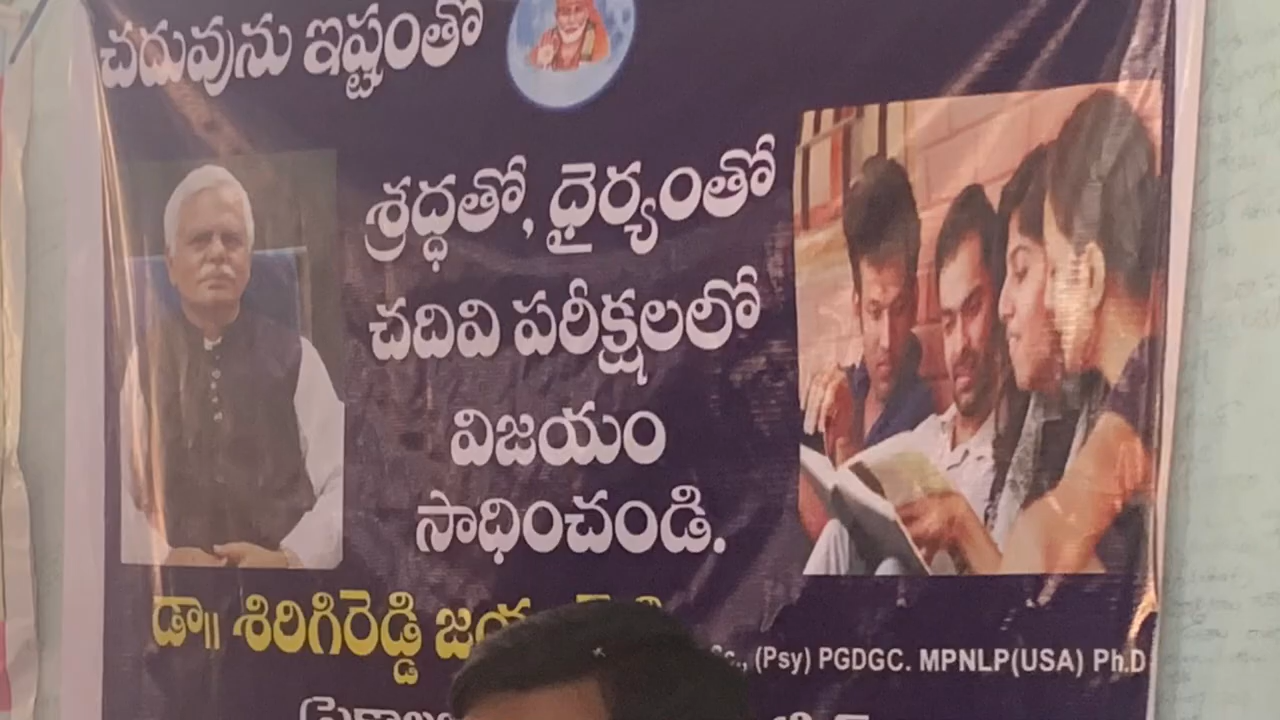 చదువును ఇష్టంతో
శ్రద్ధతో, ధైర్యంతో
చదివి పరీక్షలలో
విజయం
సాధించండి.
డా|| శిరిగిరెడ్డి
(Psy) PGDGC. MPNLP(USA) Ph.D